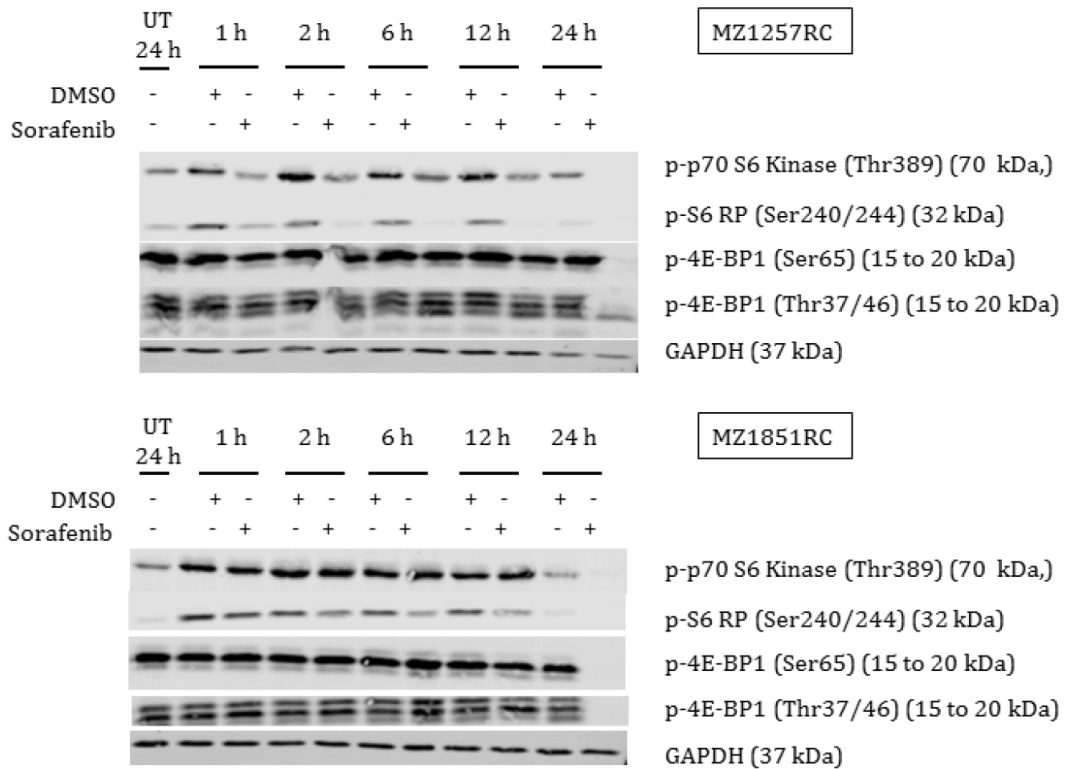 UT 1 h 2 h 6 h 12 h 24 h MZ1257RC
24 h
DMSO - + - + - + - + - + -
Sorafenib - - + - + - + - + - +
p-p70 S6 Kinase (Thr389) (70 kDa,)
p-S6 RP (Ser240/244) (32 kDa)
p-4E-BP1 (Ser65) (15 to 20 kDa)
p-4E-BP1 (Thr37/46) (15 to 20 kDa)
GAPDH (37 kDa)
UT 1 h 2 h 6 h 12 h 24 h MZ1851RC
24 h
DMSO - + - + - + - + - + -
Sorafenib - - + - + - + - + - +
p-p70 S6 Kinase (Thr389) (70 kDa,)
p-S6 RP (Ser240/244) (32 kDa)
p-4E-BP1 (Ser65) (15 to 20 kDa)
p-4E-BP1 (Thr37/46) (15 to 20 kDa)
GAPDH (37 kDa)